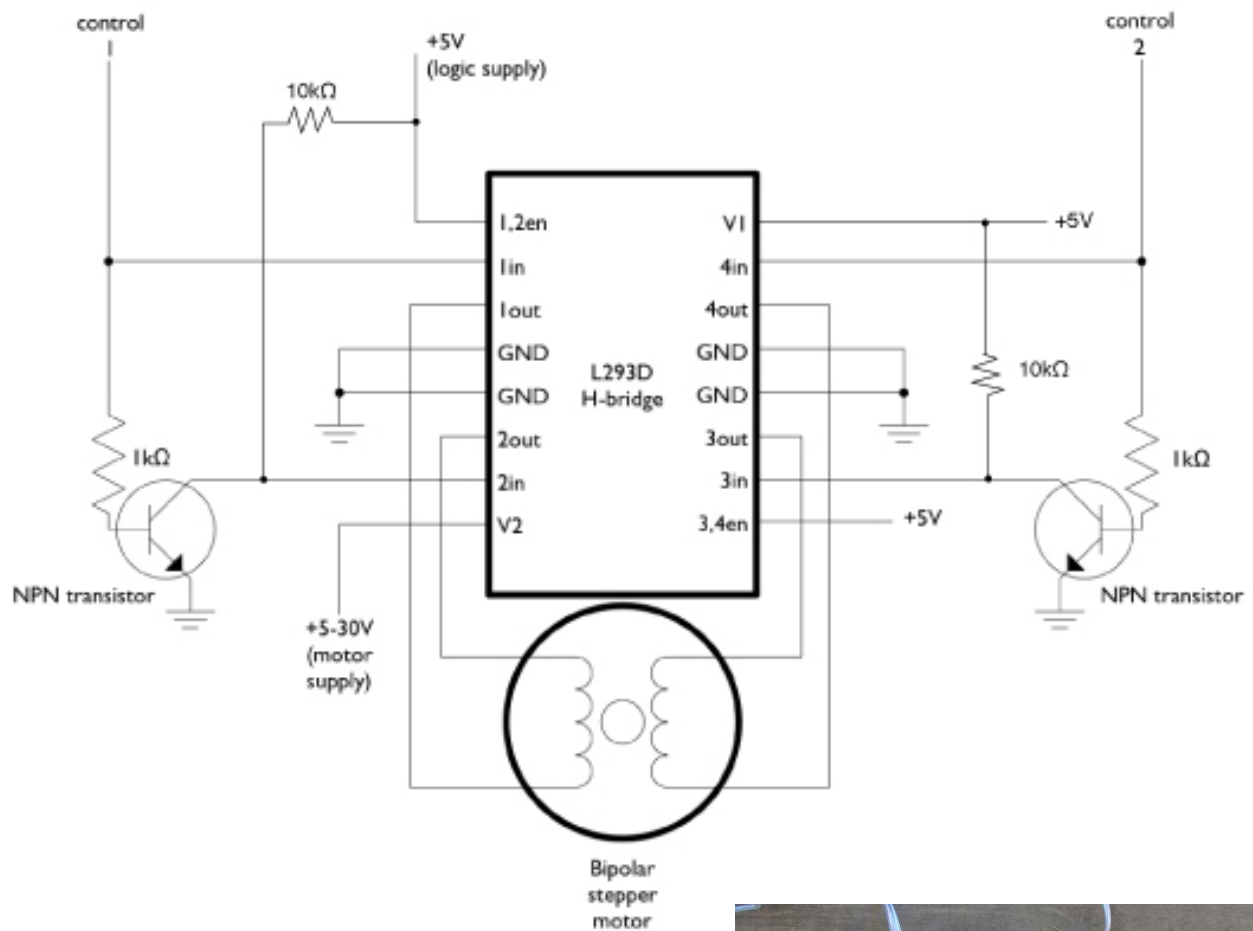 control
1
+5V
(logic supply)
10kΩ
control
2
1,2en
1in
1out
GND
GND
2out
2in
V2
L293D
H-bridge
V1
4in
4out
GND
GND
3out
3in
3,4en
+5V
10kΩ
+5V
1kΩ
NPN transistor
1kΩ
NPN transistor
+5-30V
(motor
supply)
Bipolar
stepper
motor